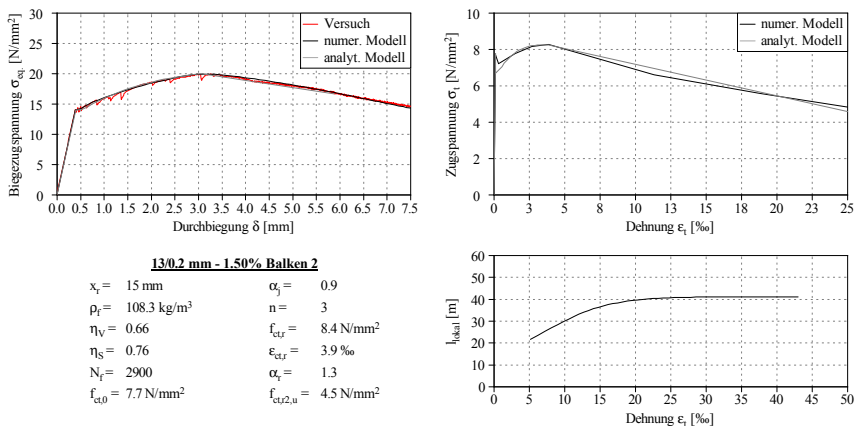 Biegezugspannung σeq. [N/mm²]
30
25
20
15
10
5
0
0.0 0.5 1.0 1.5 2.0 2.5 3.0 3.5 4.0 4.5 5.0 5.5 6.0 6.5 7.0 7.5
Durchbiegung δ [mm]
Versuch
numer. Modell
analyt. Modell
Zugspannung σt [N/mm²]
10
8
6
4
2
0
0 3 5 8 10 13 15 18 20 23 25
Dehnung εt [‰]
numer. Modell
analyt. Modell
13/0.2 mm - 1.50% Balken 2
xr = 15 mm
ρf = 108.3 kg/m³
ηV = 0.66
ηS = 0.76
Nf = 2900
fct,0 = 7.7 N/mm²
αj = 0.9
n = 3
fct,r = 8.4 N/mm²
εct,r = 3.9 ‰
αr = 1.3
fct,r2,u = 4.5 N/mm²
llokal [m]
60
50
40
30
20
10
0
0 5 10 15 20 25 30 35 40 45 50
Dehnung εt [‰]